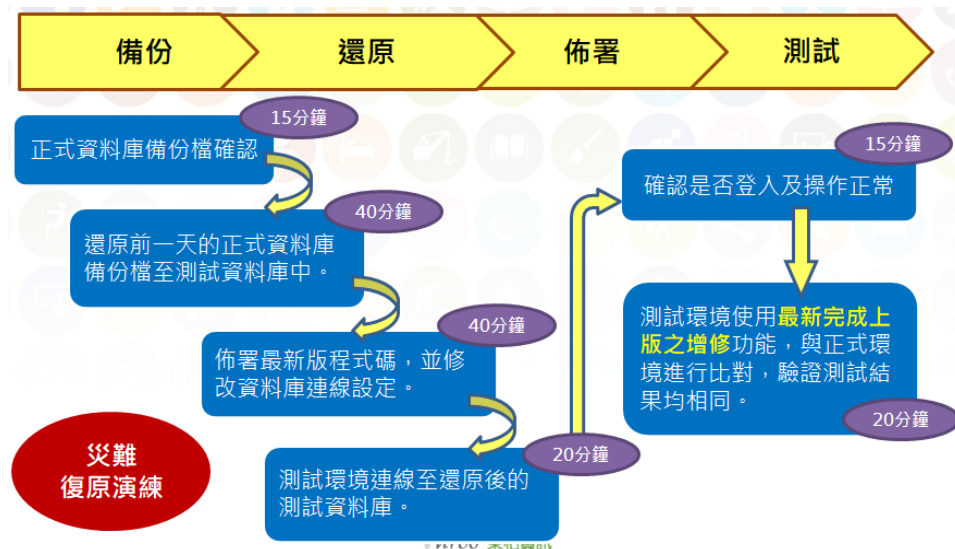 備份
還原
佈署
測試
15分鐘
正式資料庫備份檔確認
40分鐘
還原前一天的正式資料庫
備份檔至測試資料庫中。
40分鐘
佈署最新版程式碼，並修
改資料庫連線設定。
20分鐘
測試環境連線至還原後的
測試資料庫。
15分鐘
確認是否登入及操作正常
測試環境使用最新完成上
版之增修功能，與正式環
境進行比對，驗證測試結
果均相同。
20分鐘
災難
復原演練